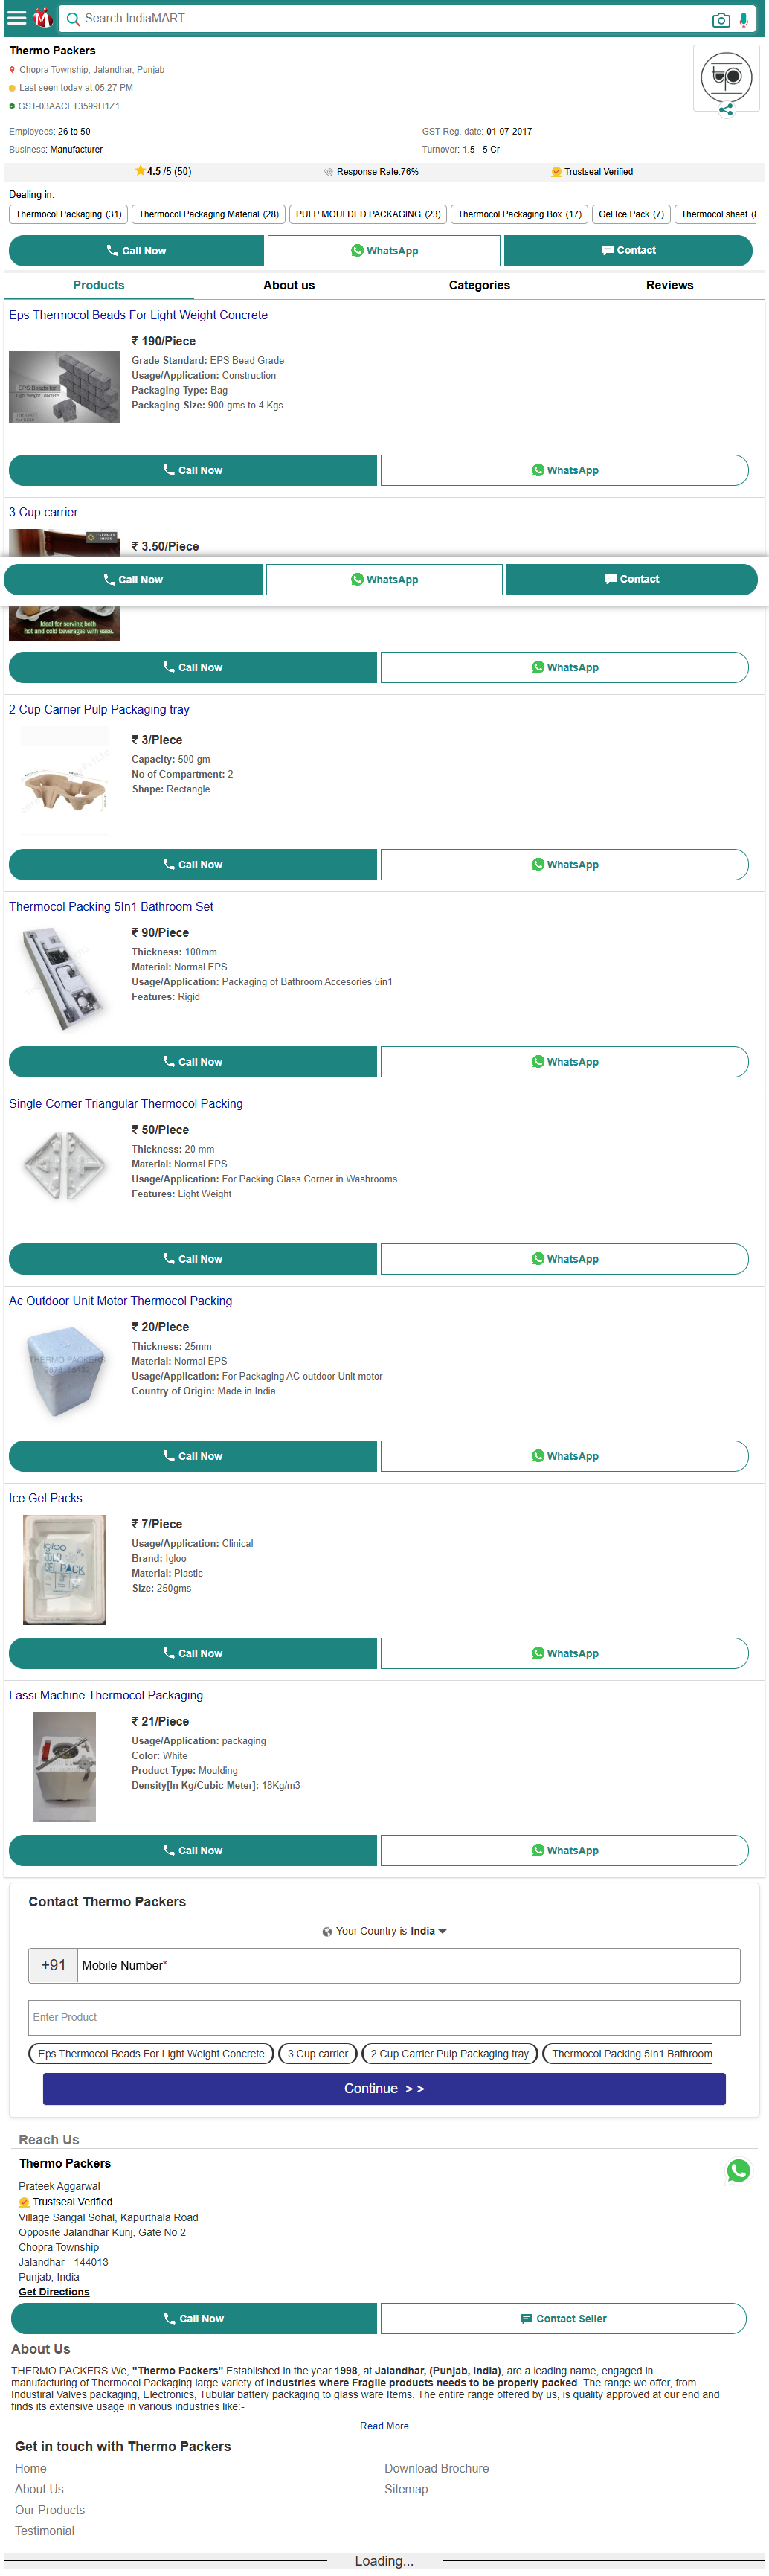 Search IndiaMART
Thermo Packers
Chopra Township, Jalandhar, Punjab
Last seen today at 05:27 PM
GST-03AACFT3599H1Z1
Employees: 26 to 50
GST Reg. date: 01-07-2017
Business: Manufacturer
Turnover: 1.5 - 5 Cr
4.5 /5 (50)
Response Rate:76%
Trustseal Verified
Dealing in:
Thermocol Packaging (31)
Thermocol Packaging Material (28)
PULP MOULDED PACKAGING (23)
Thermocol Packaging Box (17)
Gel Ice Pack (7)
Thermocol sheet
Call Now
WhatsApp
Contact
Products
About us
Categories
Reviews
Eps Thermocol Beads For Light Weight Concrete
₹ 190/Piece
EPS Beads for
Light Weight Concrete
Grade Standard: EPS Bead Grade
Usage/Application: Construction
Packaging Type: Bag
Packaging Size: 900 gms to 4 Kgs
Call Now
WhatsApp
3 Cup carrier
₹ 3.50/Piece
Call Now
WhatsApp
Contact
Ideal for serving both
hot and cold beverages with ease.
Call Now
WhatsApp
2 Cup Carrier Pulp Packaging tray
₹ 3/Piece
Capacity: 500 gm
No of Compartment: 2
Shape: Rectangle
Call Now
WhatsApp
Thermocol Packing 5In1 Bathroom Set
₹ 90/Piece
Thickness: 100mm
Material: Normal EPS
Usage/Application: Packaging of Bathroom Accesories 5in1
Features: Rigid
Call Now
WhatsApp
Single Corner Triangular Thermocol Packing
₹ 50/Piece
Thickness: 20 mm
Material: Normal EPS
Usage/Application: For Packing Glass Corner in Washrooms
Features: Light Weight
Call Now
WhatsApp
Ac Outdoor Unit Motor Thermocol Packing
₹ 20/Piece
THERMO PACKERS
Thickness: 25mm
Material: Normal EPS
Usage/Application: For Packaging AC outdoor Unit motor
Country of Origin: Made in India
Call Now
WhatsApp
Ice Gel Packs
₹ 7/Piece
igloo
COLD
GEL PACK
Usage/Application: Clinical
Brand: Igloo
Material: Plastic
Size: 250gms
Call Now
WhatsApp
Lassi Machine Thermocol Packaging
₹ 21/Piece
Usage/Application: packaging
Color: White
Product Type: Moulding
Density[In Kg/Cubic-Meter]: 18Kg/m3
Call Now
WhatsApp
Contact Thermo Packers
Your Country is India
+91
Mobile Number*
Enter Product
Eps Thermocol Beads For Light Weight Concrete
3 Cup carrier
2 Cup Carrier Pulp Packaging tray
Thermocol Packing 5In1 Bathroom
Continue >>
Reach Us
Thermo Packers
Prateek Aggarwal
Trustseal Verified
Village Sangal Sohal, Kapurthala Road
Opposite Jalandhar Kunj, Gate No 2
Chopra Township
Jalandhar - 144013
Punjab, India
Get Directions
Call Now
Contact Seller
About Us
THERMO PACKERS We, "Thermo Packers" Established in the year 1998, at Jalandhar, (Punjab, India), are a leading name, engaged in
manufacturing of Thermocol Packaging large variety of Industries where Fragile products needs to be properly packed. The range we offer, from
Industiral Valves packaging, Electronics, Tubular battery packaging to glass ware Items. The entire range offered by us, is quality approved at our end and
finds its extensive usage in various industries like:-
Read More
Get in touch with Thermo Packers
Home
Download Brochure
About Us
Sitemap
Our Products
Testimonial
Loading...